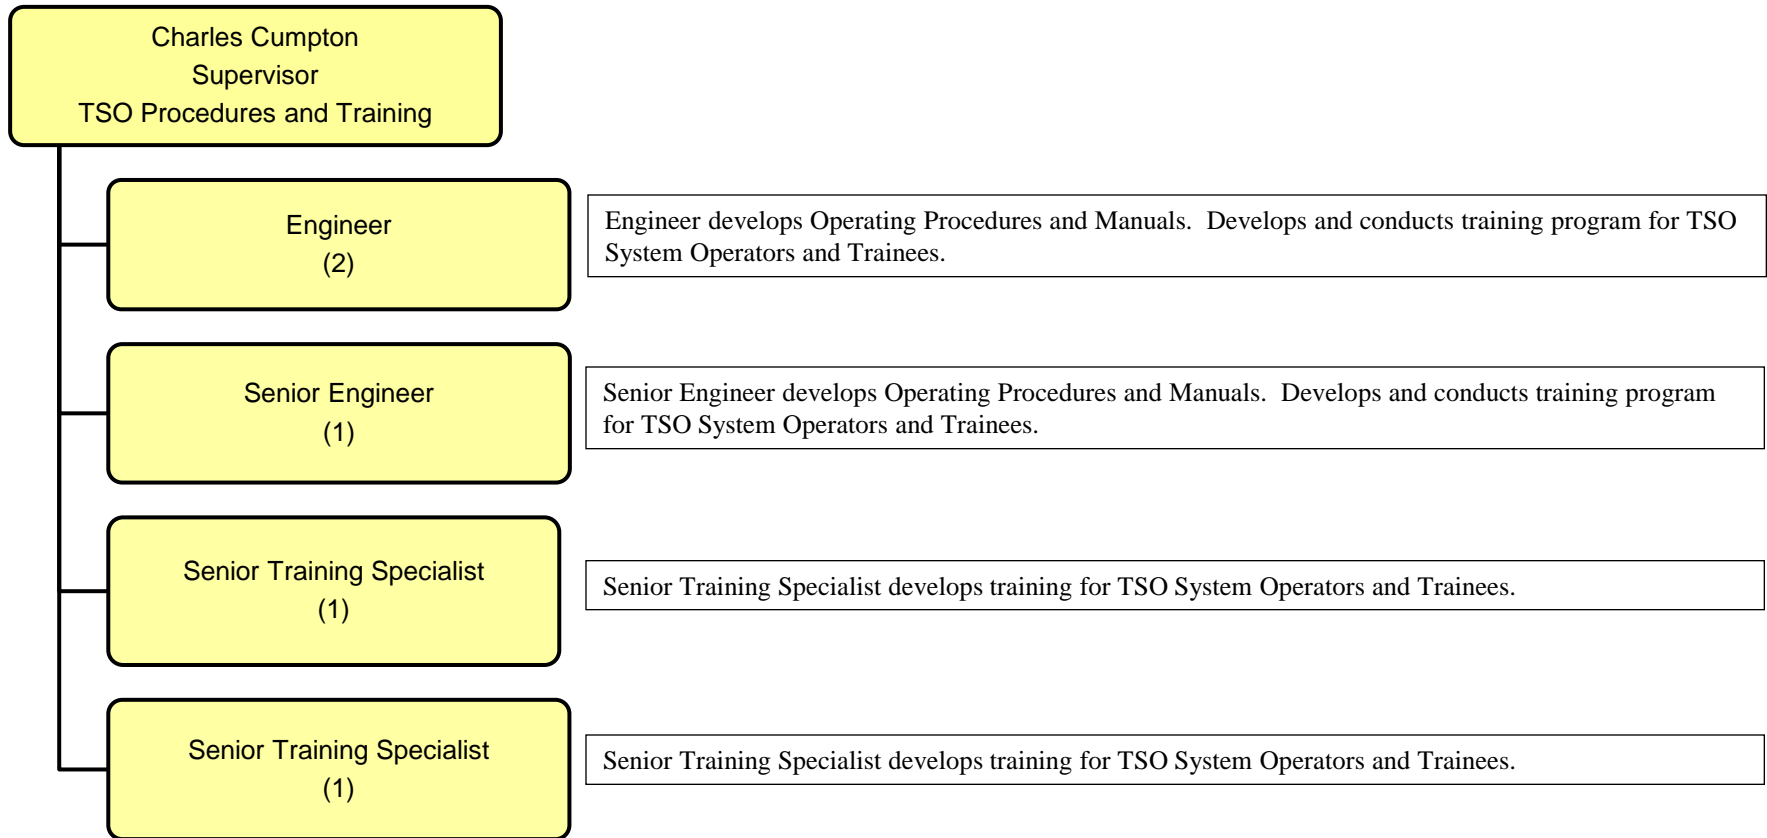 Charles Cumpton
Supervisor
TSO Procedures and Training
Engineer
(2)
Engineer develops Operating Procedures and Manuals.  Develops and conducts training program for TSO
System Operators and Trainees.
Senior Engineer
(1)
Senior Engineer develops Operating Procedures and Manuals.  Develops and conducts training program
for TSO System Operators and Trainees.
Senior Training Specialist
(1)
Senior Training Specialist develops training for TSO System Operators and Trainees.
Senior Training Specialist
(1)
Senior Training Specialist develops training for TSO System Operators and Trainees.